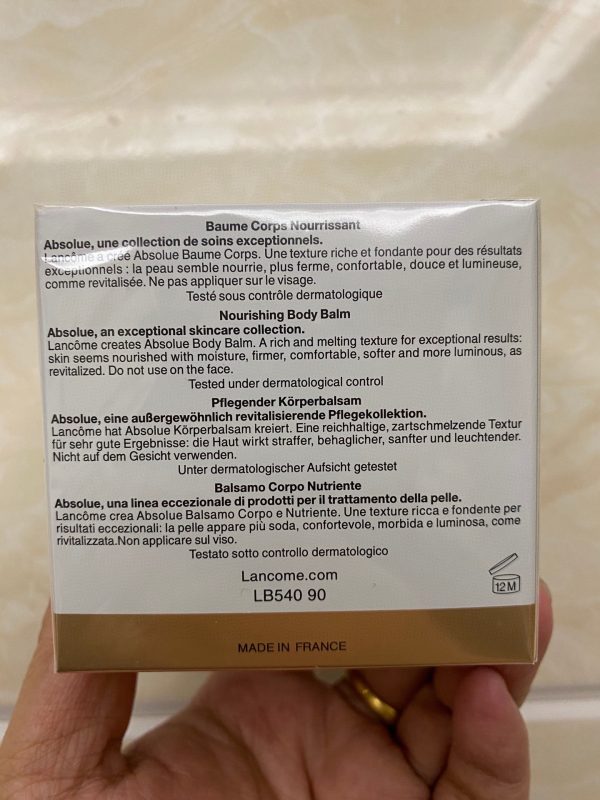 Baume Corps Nourrissant
Absolue, une collection de soins exceptionnels.
Lancôme a créé Absolue Baume Corps. Une texture riche et fondante pour des résultats
exceptionnels : la peau semble nourrie, plus ferme, confortable, douce et lumineuse,
comme revitalisée. Ne pas appliquer sur le visage.
Testé sous contrôle dermatologique
Nourishing Body Balm
Absolue, an exceptional skincare collection.
Lancôme creates Absolue Body Balm. A rich and melting texture for exceptional results:
skin seems nourished with moisture, firmer, comfortable, softer and more luminous, as
revitalized. Do not use on the face.
Tested under dermatological control
Pflegender Körperbalsam
Absolue, eine außergewöhnlich revitalisierende Pflegekollektion.
Lancôme hat Absolue Körperbalsam kreiert. Eine reichhaltige, zartschmelzende Textur
für sehr gute Ergebnisse: die Haut wirkt straffer, behaglicher, sanfter und leuchtender.
Nicht auf dem Gesicht verwenden.
Unter dermatologischer Aufsicht getestet
Balsamo Corpo Nutriente
Absolue, una linea eccezionale di prodotti per il trattamento della pelle.
Lancôme crea Absolue Balsamo Corpo e Nutriente. Una texture ricca e fondente per
risultati eccezionali: la pelle appare più soda, confortevole, morbida e luminosa, come
rivitalizzata.Non applicare sul viso.
Testato sotto controllo dermatologico
Lancome.com
LB540 90
12 M
MADE IN FRANCE